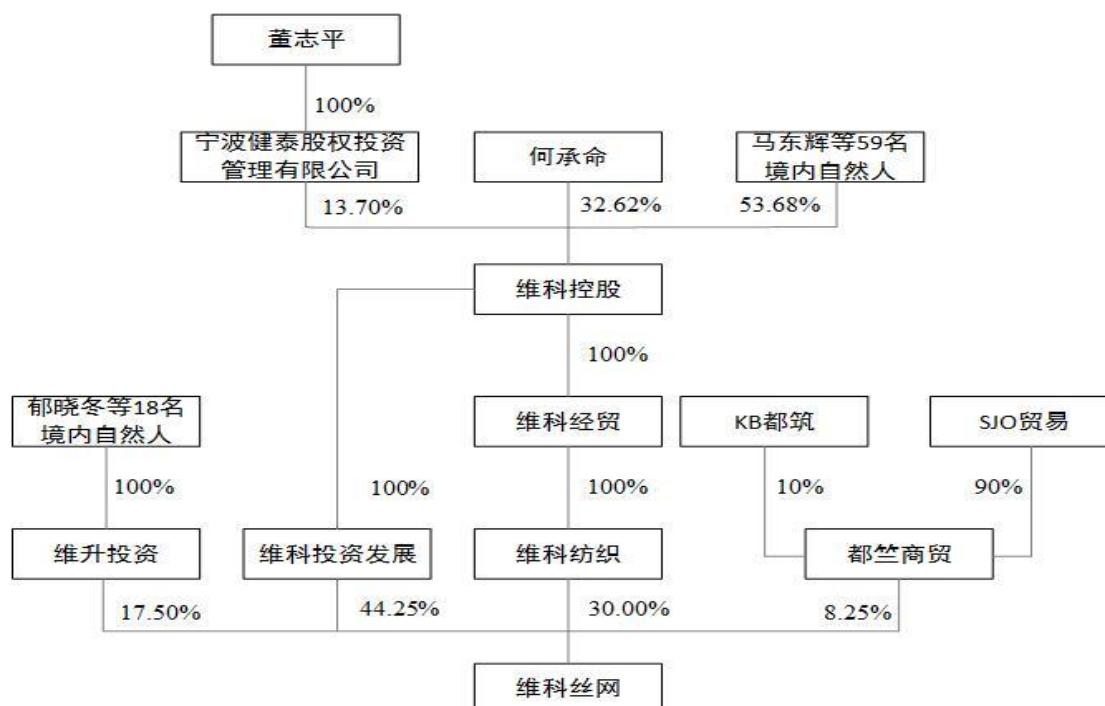 董志平
100%
宁波健泰股权投资
管理有限公司
何承命
马东辉等59名
境内自然人
13.70%
32.62%
53.68%
维科控股
100%
郁晓冬等18名
境内自然人
维科经贸
KB都筑
SJO贸易
100%
100%
100%
10%
90%
维升投资
维科投资发展
维科纺织
都竺商贸
17.50%
44.25%
30.00%
8.25%
维科丝网